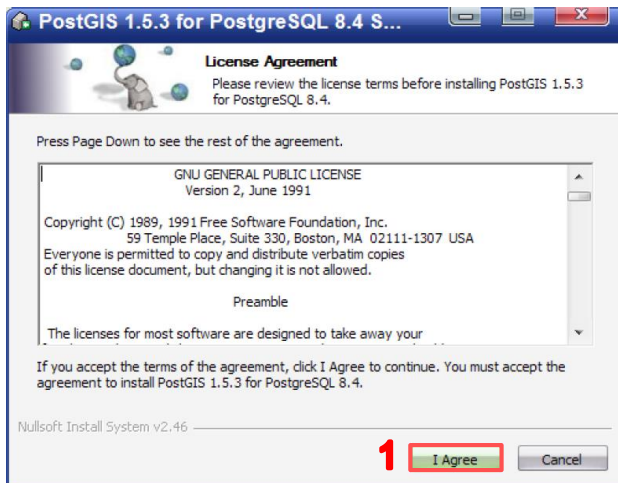 PostGIS 1.5.3 for PostgreSQL 8.4 S...
License Agreement
Please review the license terms before installing PostGIS 1.5.3
for PostgreSQL 8.4.
Press Page Down to see the rest of the agreement.
GNU GENERAL PUBLIC LICENSE
Version 2, June 1991
Copyright (C) 1989, 1991 Free Software Foundation, Inc.
59 Temple Place, Suite 330, Boston, MA 02111-1307 USA
Everyone is permitted to copy and distribute verbatim copies
of this license document, but changing it is not allowed.
Preamble
The licenses for most software are designed to take away your
If you accept the terms of the agreement, click I Agree to continue. You must accept the
agreement to install PostGIS 1.5.3 for PostgreSQL 8.4.
Nullsoft Install System v2.46
1 I Agree Cancel